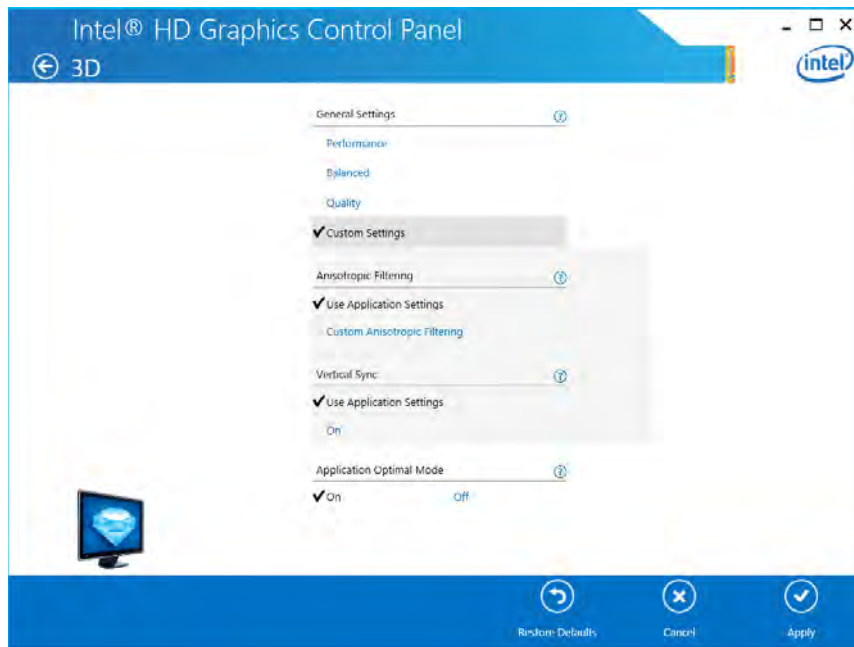 Intel® HD Graphics Control Panel
3D
intel
General Settings
Performance
Balanced
Quality
Custom Settings
Anisotropic Filtering
Use Application Settings
Custom Anisotropic Filtering
Vertical Sync
Use Application Settings
On
Application Optimal Mode
On Off
Restore Defaults Cancel Apply